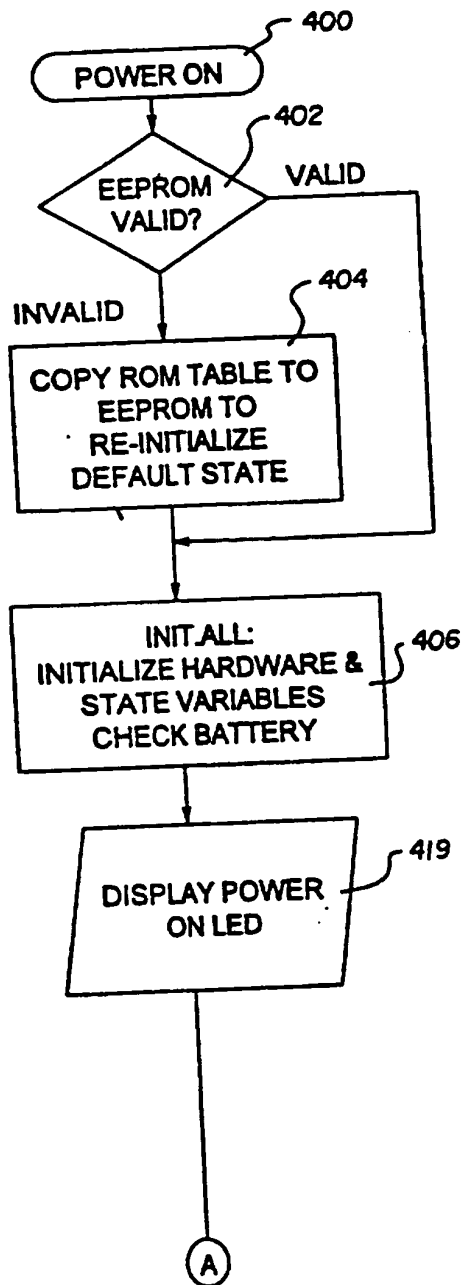 400
POWER ON
402
EEPROM
VALID?
VALID
INVALID
404
COPY ROM TABLE TO
EEPROM TO
RE-INITIALIZE
DEFAULT STATE
INIT.ALL:
INITIALIZE HARDWARE &
STATE VARIABLES
CHECK BATTERY
406
419
DISPLAY POWER
ON LED
A